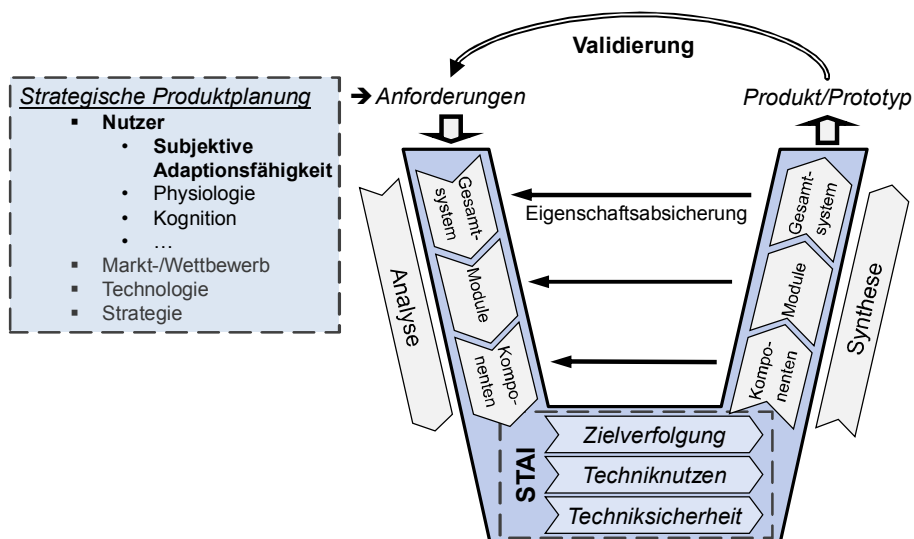 Validierung
Strategische Produktplanung
▪ Nutzer
• Subjektive
Adaptionsfähigkeit
• Physiologie
• Kognition
• …
▪ Markt-/Wettbewerb
▪ Technologie
▪ Strategie
➔ Anforderungen
Produkt/Prototyp
Analyse
Gesamt-
system
Module
Kompo-
nenten
Eigenschaftsabsicherung
Gesamt-
system
Module
Kompo-
nenten
Synthese
STAI
Zielverfolgung
Techniknutzen
Techniksicherheit